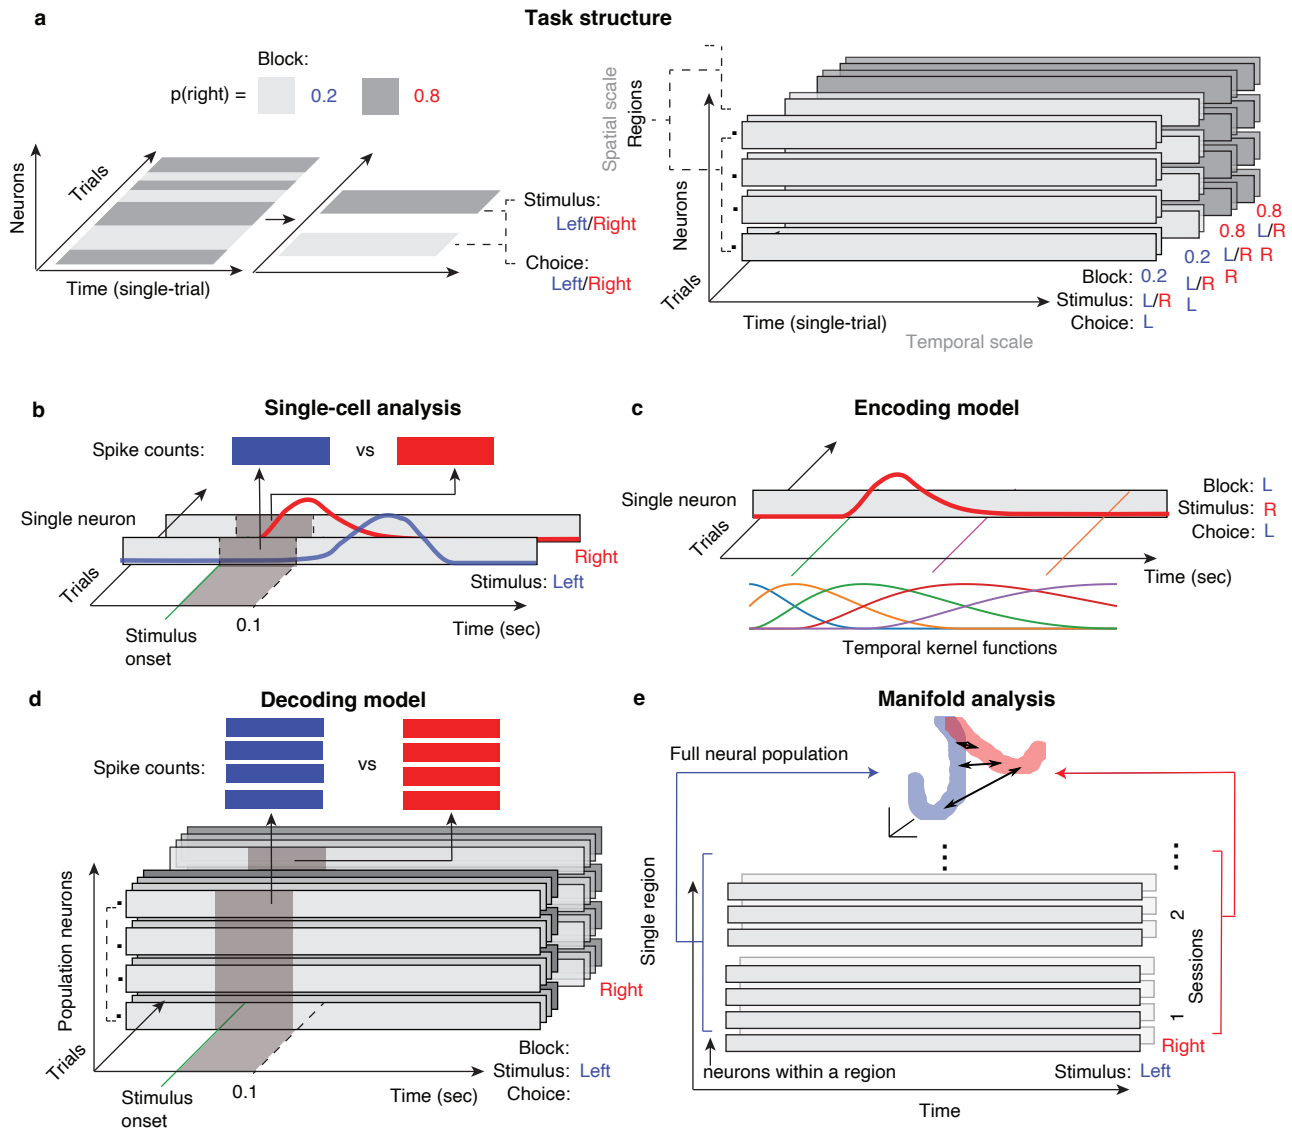 a
Task structure
Block:
p(right) =
0.2
0.8
Neurons
Trials
Time (single-trial)
Stimulus:
Left/Right
Choice:
Left/Right
Spatial scale
Regions
Neurons
Trials
Time (single-trial)
Temporal scale
Block: 0.2
Stimulus: L/R
Choice: L
0.2
L/R
L
0.8
L/R
R
0.8
L/R
R
b
Single-cell analysis
Spike counts:
vs
Single neuron
Right
Stimulus: Left
Trials
0.1
Time (sec)
Stimulus
onset
c
Encoding model
Single neuron
Block: L
Stimulus: R
Choice: L
Trials
Time (sec)
Temporal kernel functions
d
Decoding model
Spike counts:
vs
Population neurons
Right
Trials
Block:
Stimulus: Left
Choice:
0.1
Time (sec)
Stimulus
onset
e
Manifold analysis
Full neural population
Single region
2
Sessions
1
Right
neurons within a region
Stimulus: Left
Time